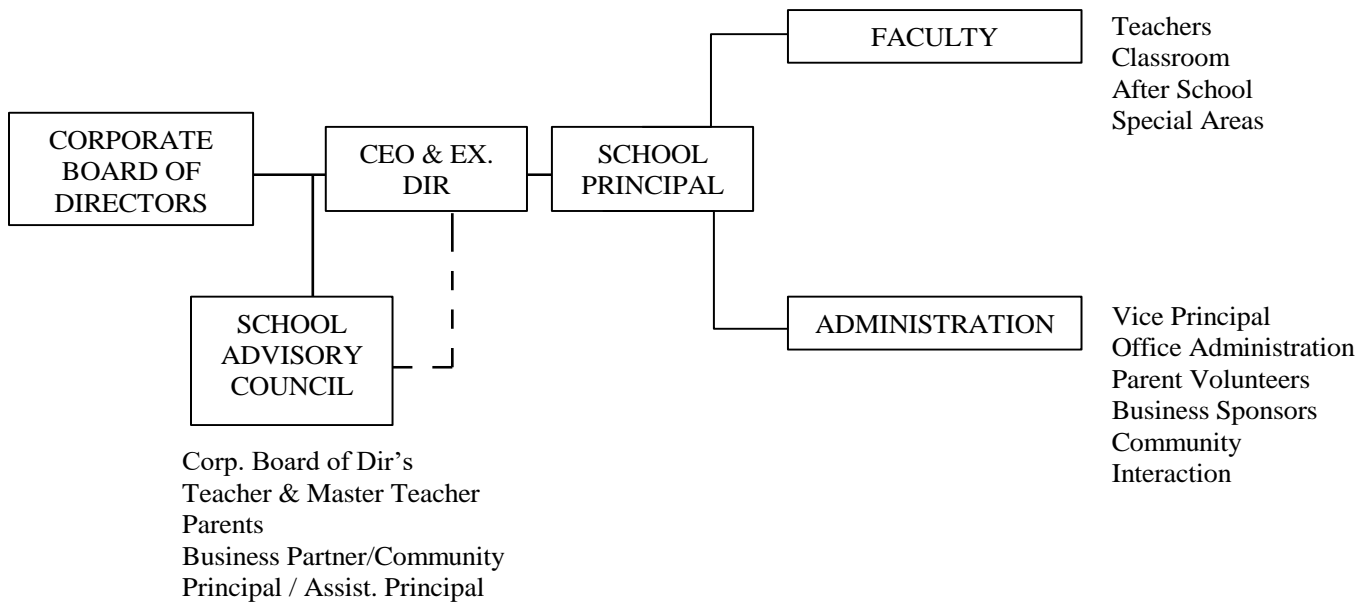 FACULTY
Teachers
Classroom
After School
Special Areas
CORPORATE
BOARD OF
DIRECTORS
CEO & EX.
DIR
SCHOOL
PRINCIPAL
SCHOOL
ADVISORY
COUNCIL
ADMINISTRATION
Vice Principal
Office Administration
Parent Volunteers
Business Sponsors
Community
Interaction
Corp. Board of Dir's
Teacher & Master Teacher
Parents
Business Partner/Community
Principal / Assist. Principal